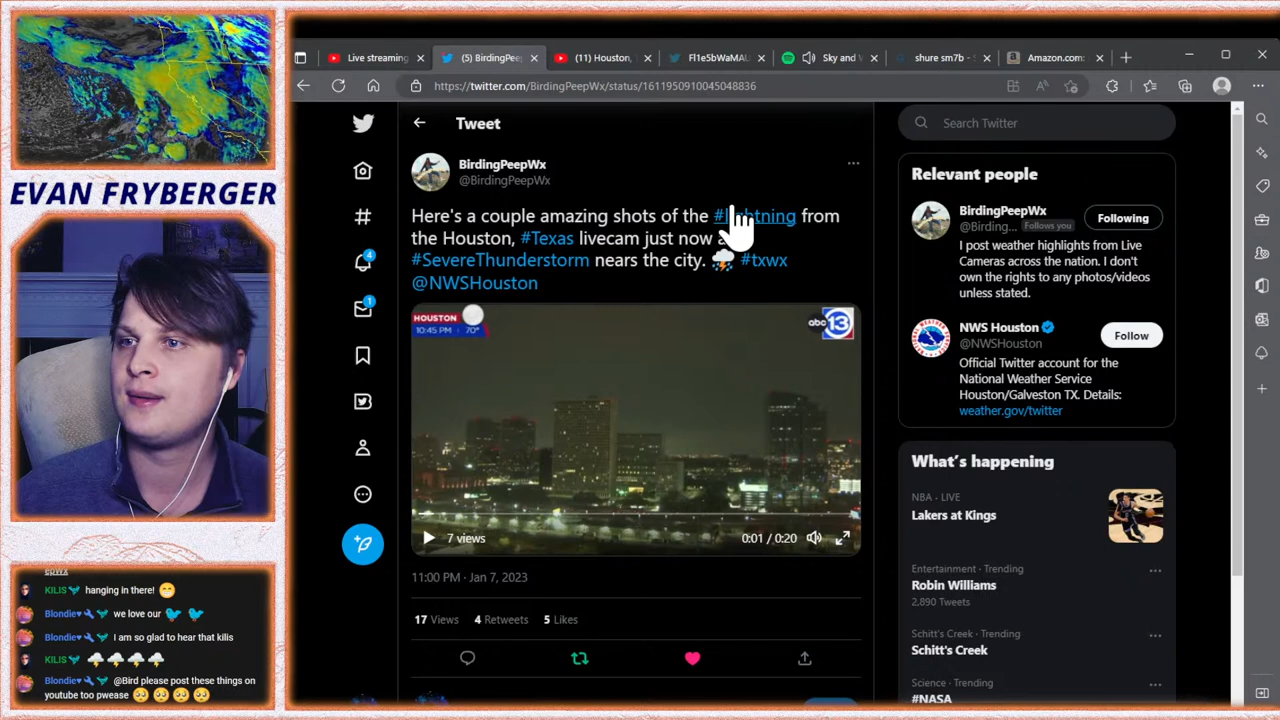 Live streaming
(5) BirdingPee
(11) Houston,
Fl1e5bWaMAU
Sky and
shure sm7b -
Amazon.com:
https://twitter.com/BirdingPeepWx/status/1611950910045048836
EVAN FRYBERGER
KILIS hanging in there! 😁
Blondie♥ we love our 🐦 🐦
Blondie♥ I am so glad to hear that kilis
KILIS 🌩 🌩 🌩 🌩
Blondie♥ @Bird please post these things on
youtube too pwease 🥺 🥺 🥺 🥺
4
1
Tweet
BirdingPeepWx
@BirdingPeepWx
Here's a couple amazing shots of the #lightning from
the Houston, #Texas livecam just now
#SevereThunderstorm nears the city. ⛈ #txwx
@NWSHouston
HOUSTON
10:45 PM · 70°
abc 13
7 views
0:01 / 0:20
11:00 PM · Jan 7, 2023
17 Views 4 Retweets 5 Likes
Search Twitter
Relevant people
BirdingPeepWx
@Birding... Follows you
Following
I post weather highlights from Live
Cameras across the nation. I don't
own the rights to any photos/videos
unless stated.
NWS Houston
@NWSHouston
Follow
Official Twitter account for the
National Weather Service
Houston/Galveston TX. Details:
weather.gov/twitter
What's happening
NBA · LIVE
Lakers at Kings
Entertainment · Trending
Robin Williams
2,890 Tweets
Schitt's Creek · Trending
Schitt's Creek
Science · Trending
#NASA